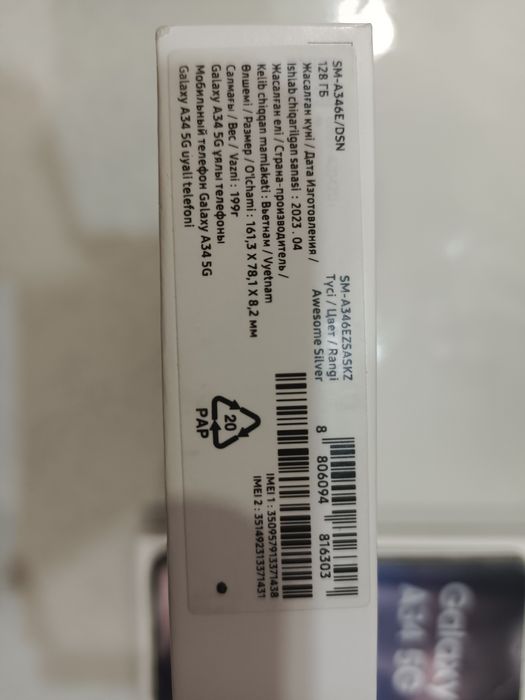 SM-A346E/DSN
128 ГБ
SM-A346EZSASKZ
Түсі / Цвет / Rangi
Awesome Silver
Жасалған күні / Дата Изготовления /
Ishlab chiqarilgan sanasi : 2023 . 04
Жасалған елі / Страна-производитель /
Kelib chiqqan mamlakati : Вьетнам / Vyetnam
Өлшемі / Размер / O'lchami : 161,3 X 78,1 X 8,2 мм
Салмағы / Вес / Vazni : 199г
Galaxy A34 5G ұялы телефоны
Мобильный телефон Galaxy A34 5G
Galaxy A34 5G uyali telefoni
8 806094 816303
20
PAP
IMEI 1 : 350957913371438
IMEI 2 : 351492313371431
Galaxy
A34 5G